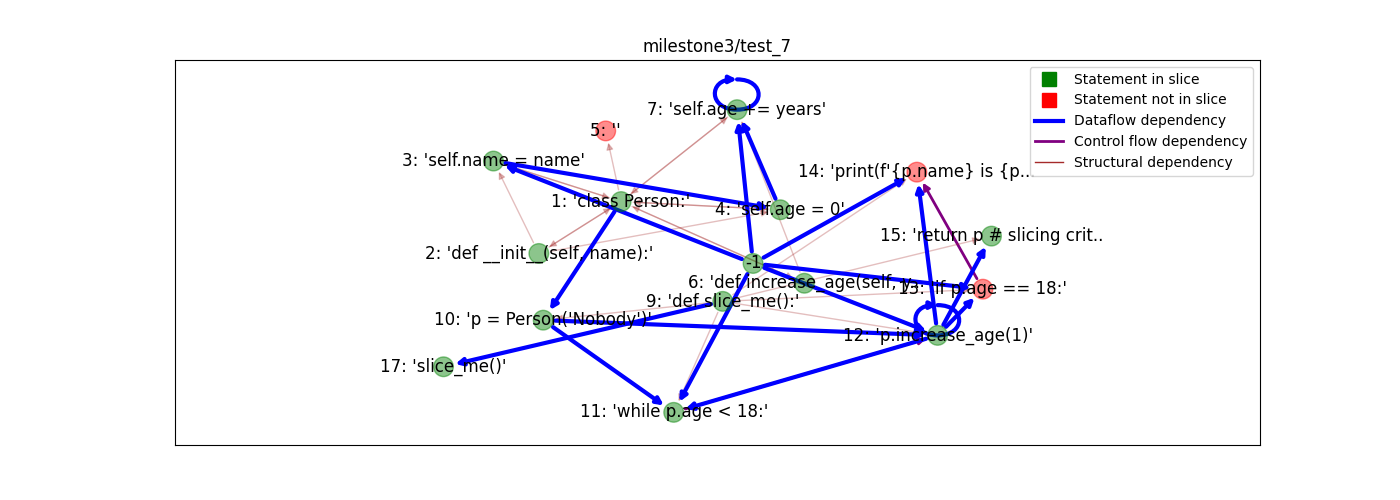 milestone3/test_7
Statement in slice
Statement not in slice
Dataflow dependency
Control flow dependency
Structural dependency
7: 'self.age += years'
5: ''
3: 'self.name = name'
14: 'print(f'{p.name} is {p...
1: 'class Person:'
4: 'self.age = 0'
15: 'return p # slicing crit..
2: 'def __init__(self, name):'
-1
6: 'def increase_age(self, y
13: 'if p.age == 18:'
9: 'def slice_me():'
10: 'p = Person('Nobody')'
12: 'p.increase_age(1)'
17: 'slice_me()'
11: 'while p.age < 18:'